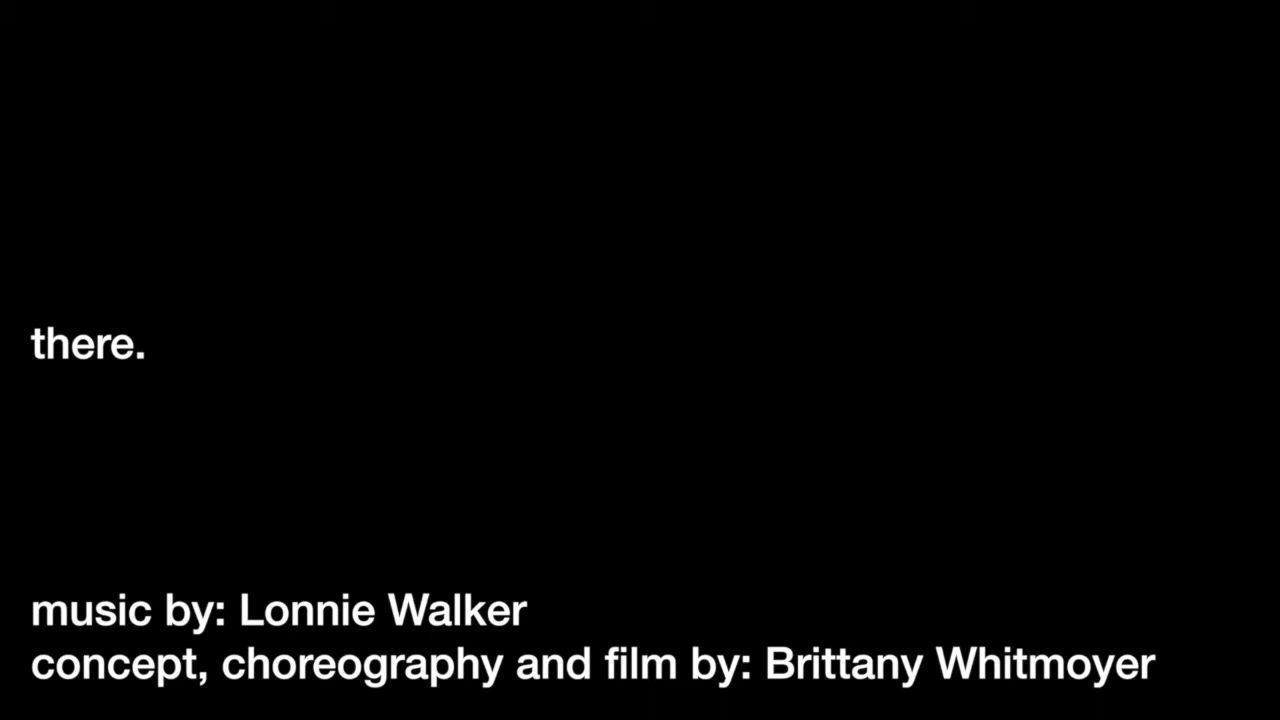 there.
music by: Lonnie Walker
concept, choreography and film by: Brittany Whitmoyer